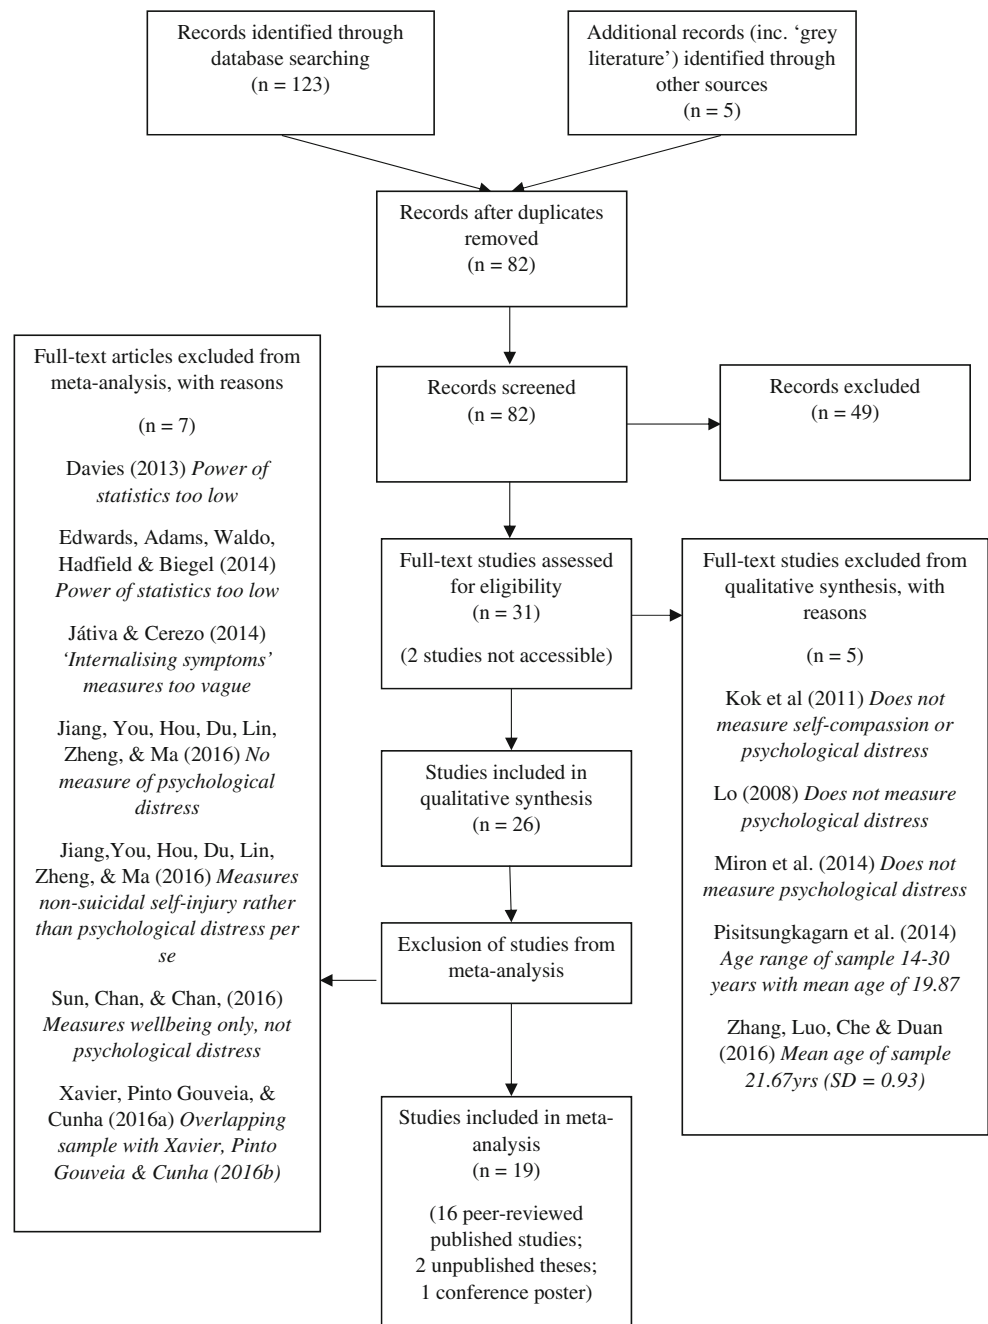 Records identified through
database searching
(n = 123)
Additional records (inc. ‘grey
literature’) identified through
other sources
(n = 5)
Records after duplicates
removed
(n = 82)
Records screened
(n = 82)
Records excluded
(n = 49)
Full-text studies assessed
for eligibility
(n = 31)
(2 studies not accessible)
Full-text studies excluded from
qualitative synthesis, with
reasons
(n = 5)
Kok et al (2011) Does not
measure self-compassion or
psychological distress
Lo (2008) Does not measure
psychological distress
Miron et al. (2014) Does not
measure psychological distress
Pisitsungkagarn et al. (2014)
Age range of sample 14-30
years with mean age of 19.87
Zhang, Luo, Che & Duan
(2016) Mean age of sample
21.67yrs (SD = 0.93)
Studies included in
qualitative synthesis
(n = 26)
Exclusion of studies from
meta-analysis
Full-text articles excluded from
meta-analysis, with reasons
(n = 7)
Davies (2013) Power of
statistics too low
Edwards, Adams, Waldo,
Hadfield & Biegel (2014)
Power of statistics too low
Játiva & Cerezo (2014)
‘Internalising symptoms’
measures too vague
Jiang, You, Hou, Du, Lin,
Zheng, & Ma (2016) No
measure of psychological
distress
Jiang,You, Hou, Du, Lin,
Zheng, & Ma (2016) Measures
non-suicidal self-injury rather
than psychological distress per
se
Sun, Chan, & Chan, (2016)
Measures wellbeing only, not
psychological distress
Xavier, Pinto Gouveia, &
Cunha (2016a) Overlapping
sample with Xavier, Pinto
Gouveia & Cunha (2016b)
Studies included in meta-
analysis
(n = 19)
(16 peer-reviewed
published studies;
2 unpublished theses;
1 conference poster)